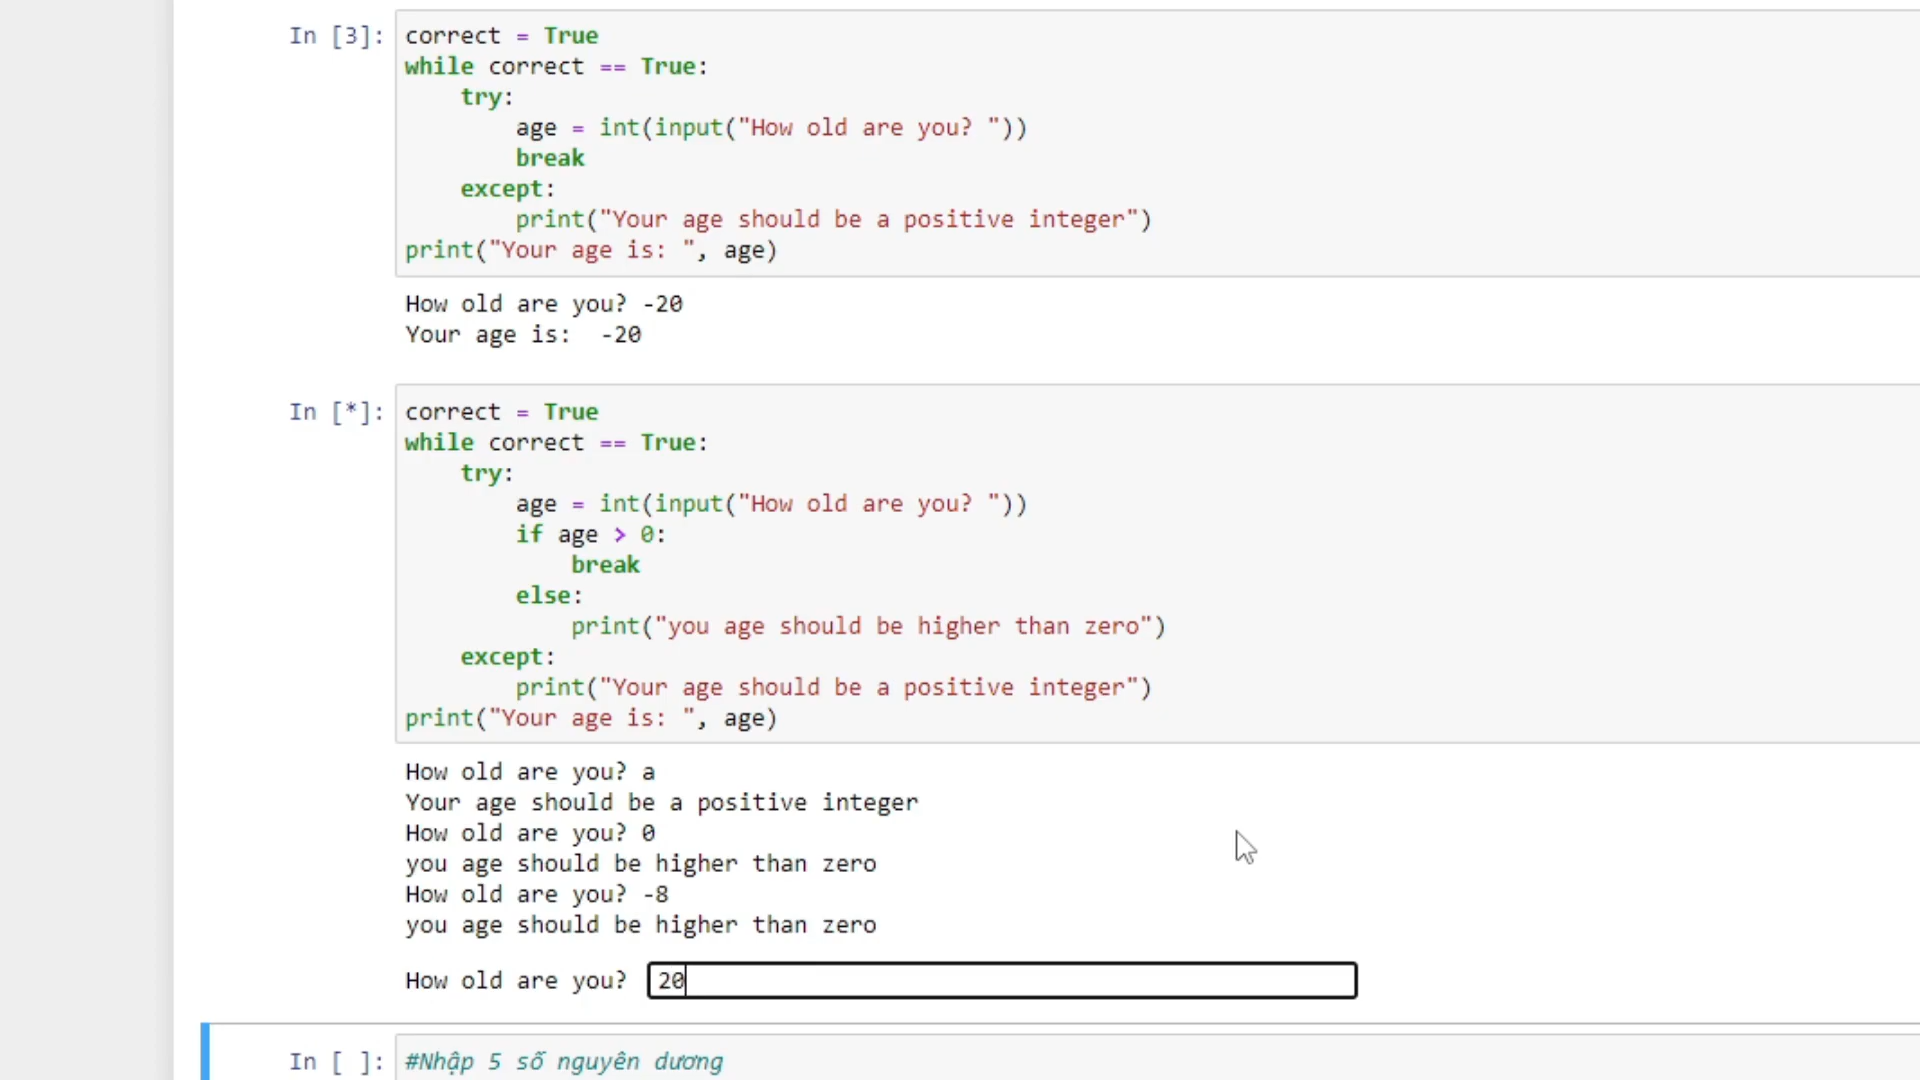 In [3]: correct = True
while correct == True:
    try:
        age = int(input("How old are you? "))
        break
    except:
        print("Your age should be a positive integer")
print("Your age is: ", age)
How old are you? -20
Your age is:  -20
In [*]: correct = True
while correct == True:
    try:
        age = int(input("How old are you? "))
        if age > 0:
            break
        else:
            print("you age should be higher than zero")
    except:
        print("Your age should be a positive integer")
print("Your age is: ", age)
How old are you? a
Your age should be a positive integer
How old are you? 0
you age should be higher than zero
How old are you? -8
you age should be higher than zero
How old are you? 20
In [ ]: #Nhập 5 số nguyên dương